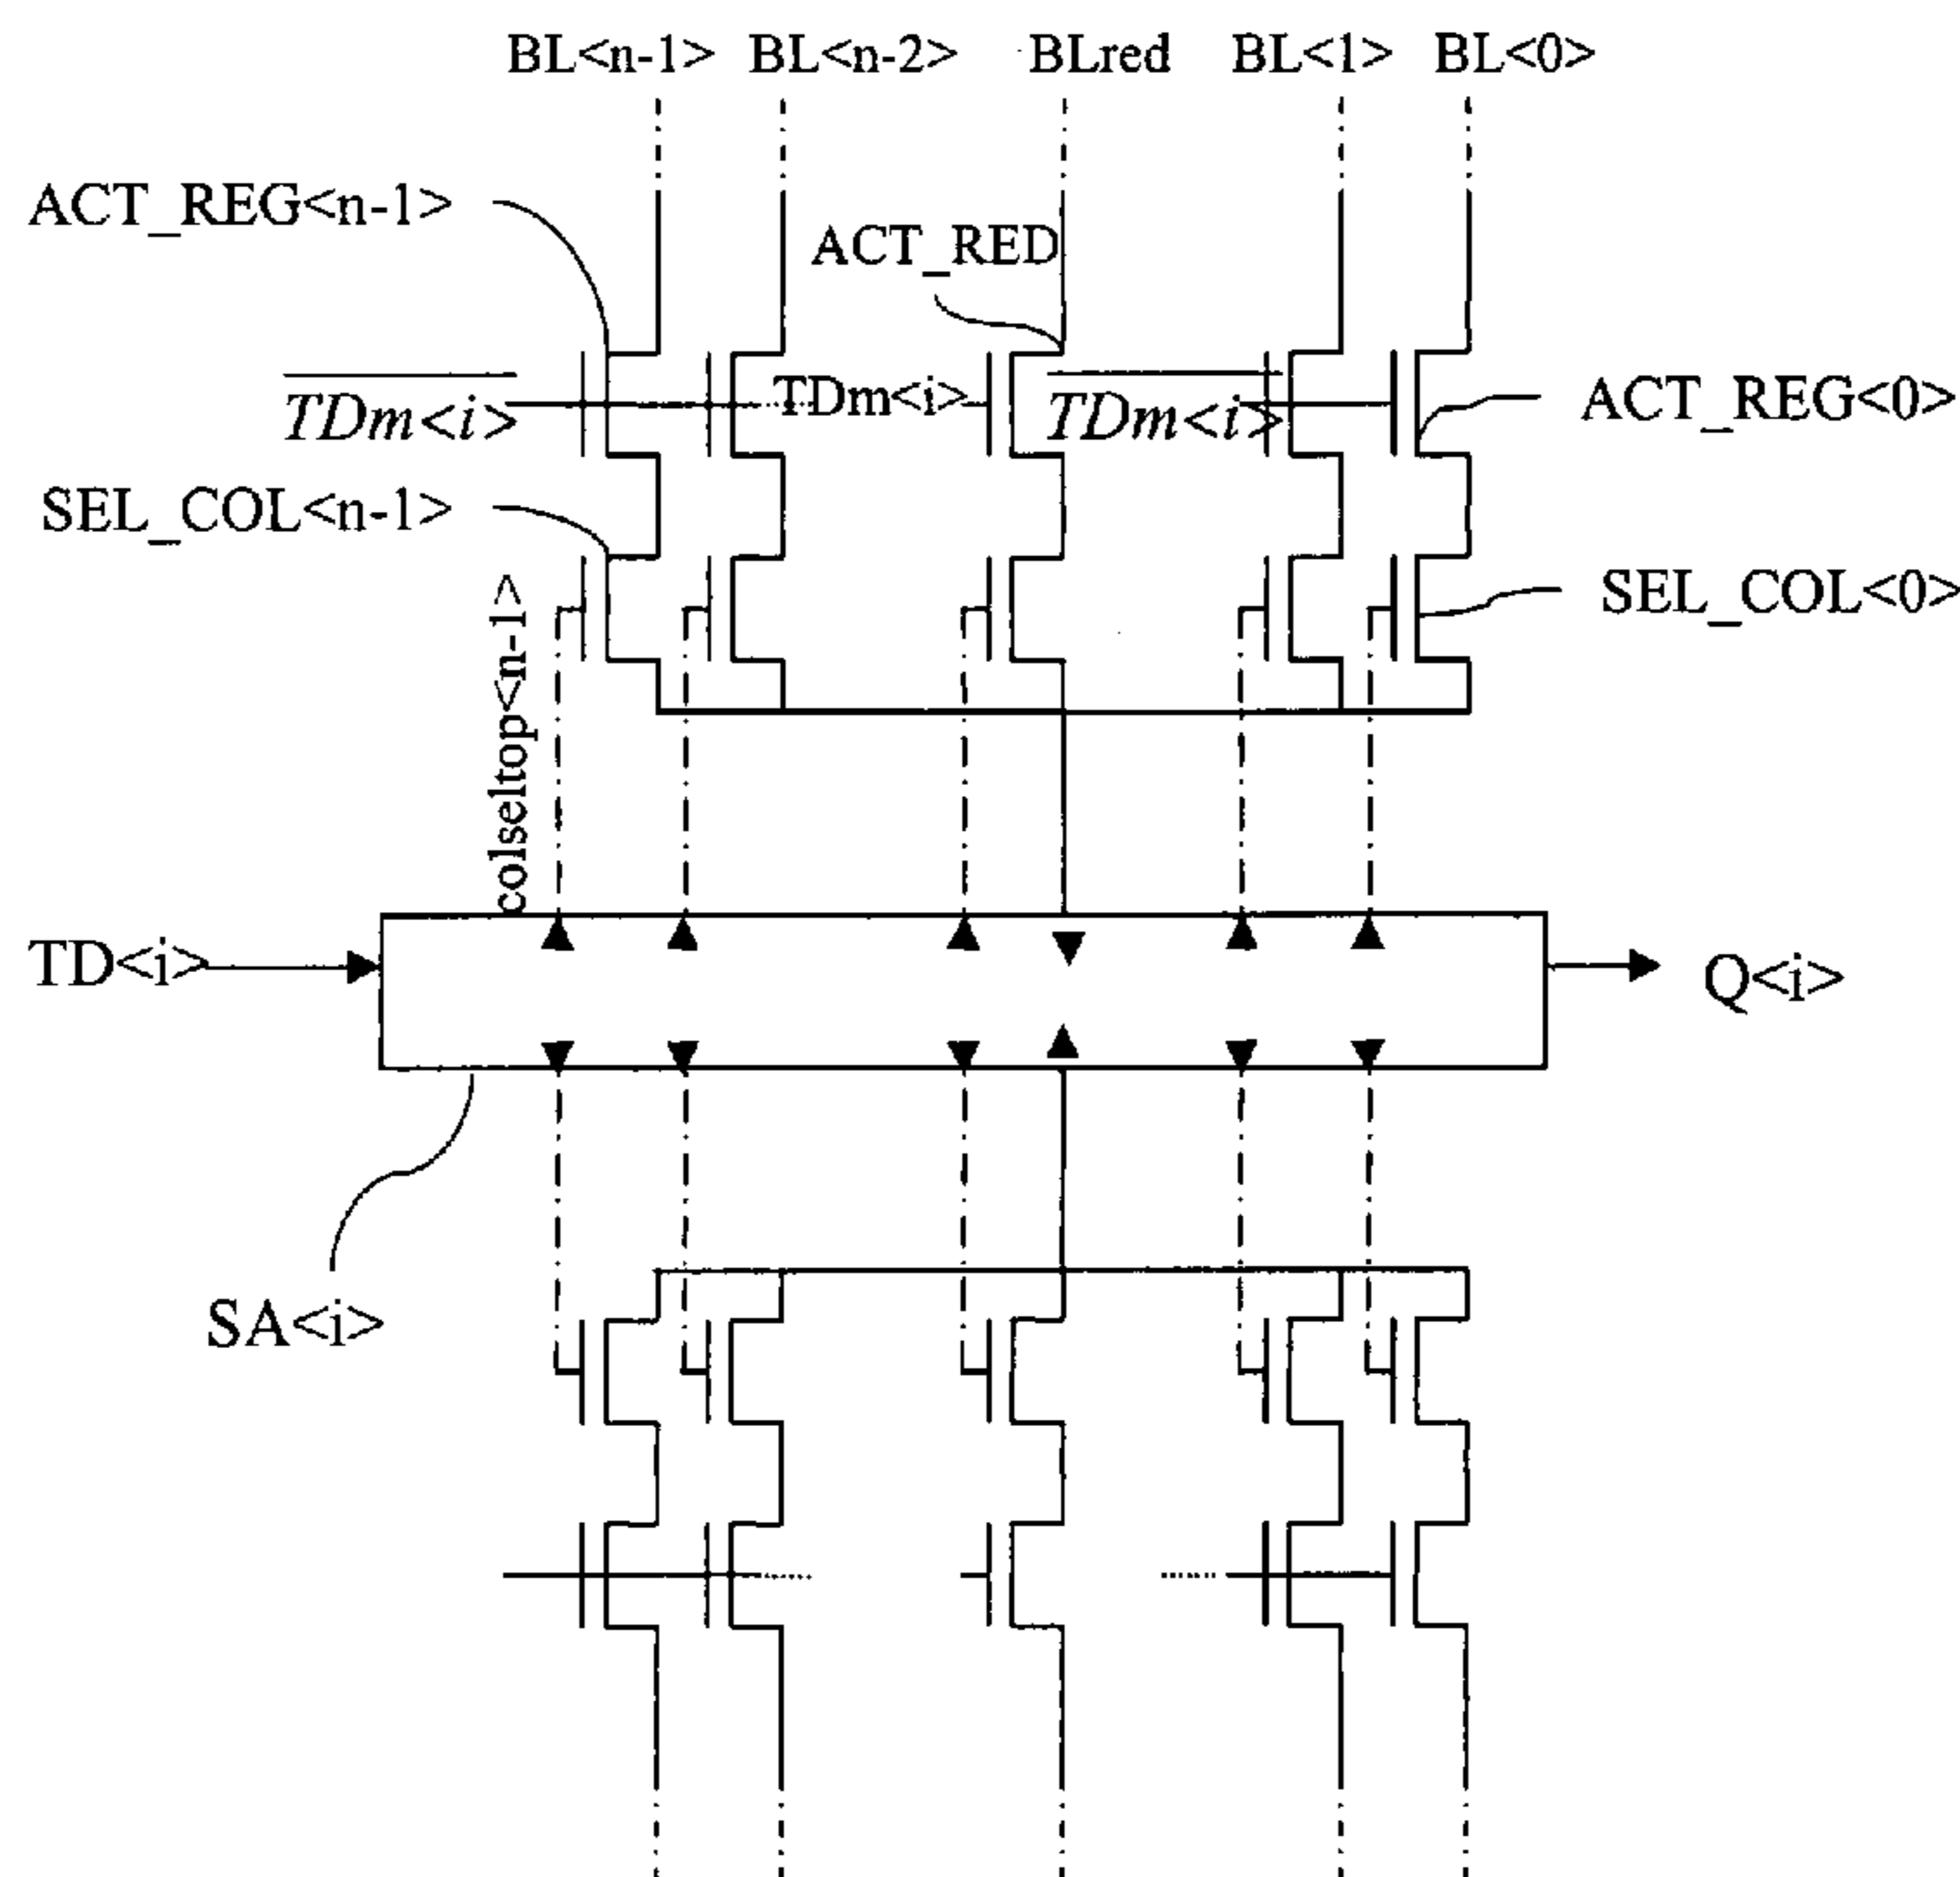 BL<n-1> BL<n-2> BLred BL<1> BL<0>
ACT_REG<n-1>
ACT_RED
TDm<i> TDm<i> TDm<i> ACT_REG<0>
SEL_COL<n-1>
SEL_COL<0>
colseltop<n-1>
TD<i> Q<i>
SA<i>